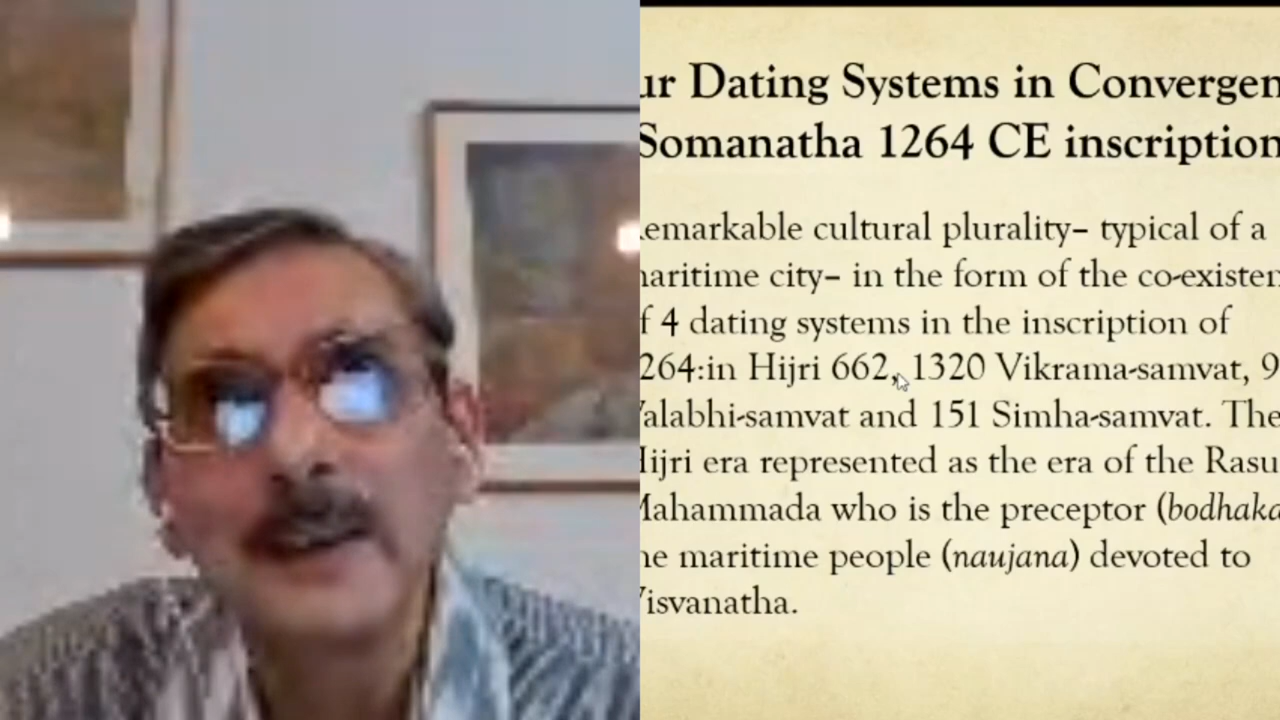 ur Dating Systems in Convergen
Somanatha 1264 CE inscription
emarkable cultural plurality– typical of a
aritime city– in the form of the co-existen
f 4 dating systems in the inscription of
264:in Hijri 662, 1320 Vikrama-samvat, 9
alabhi-samvat and 151 Simha-samvat. The
ijri era represented as the era of the Rasu
Mahammada who is the preceptor (bodhaka
he maritime people (naujana) devoted to
isvanatha.